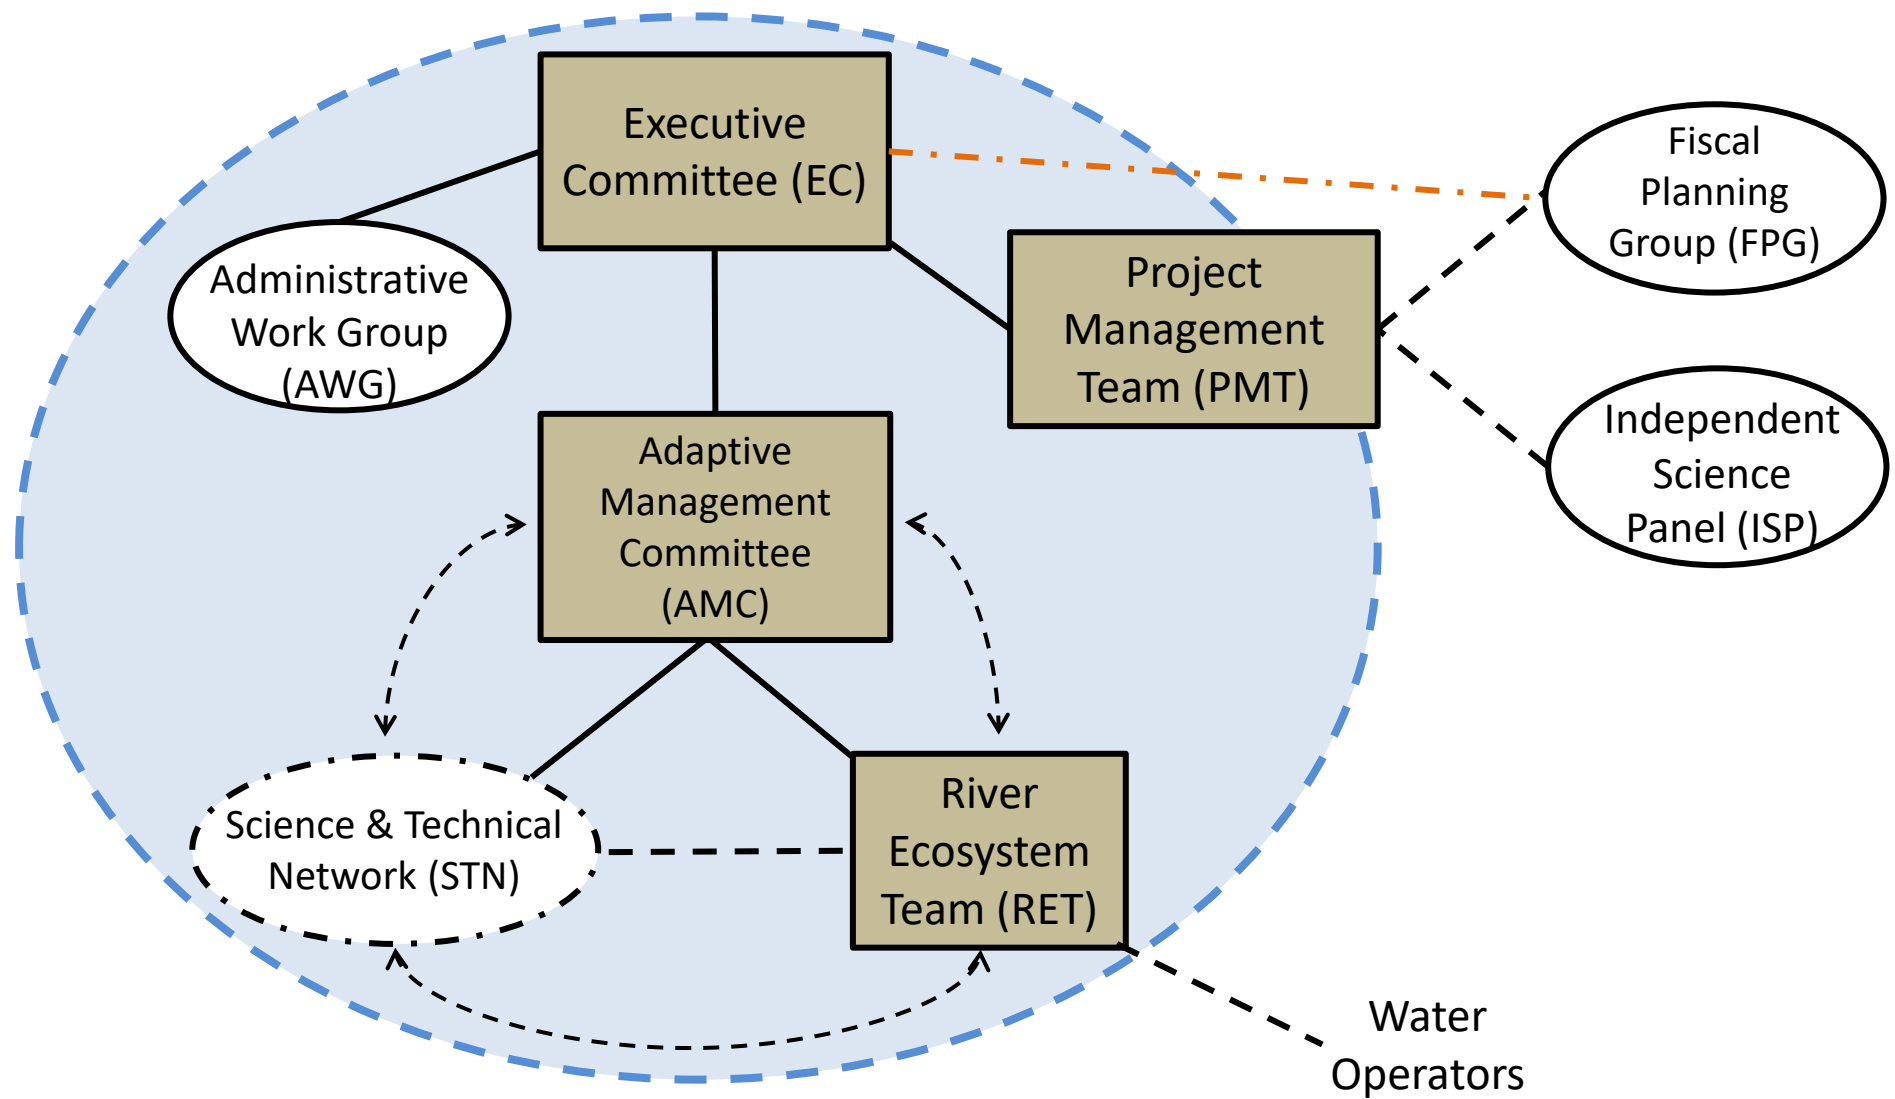 Executive
Committee (EC)
Fiscal
Planning
Group (FPG)
Administrative
Work Group
(AWG)
Project
Management
Team (PMT)
Independent
Science
Panel (ISP)
Adaptive
Management
Committee
(AMC)
Science & Technical
Network (STN)
River
Ecosystem
Team (RET)
Water
Operators